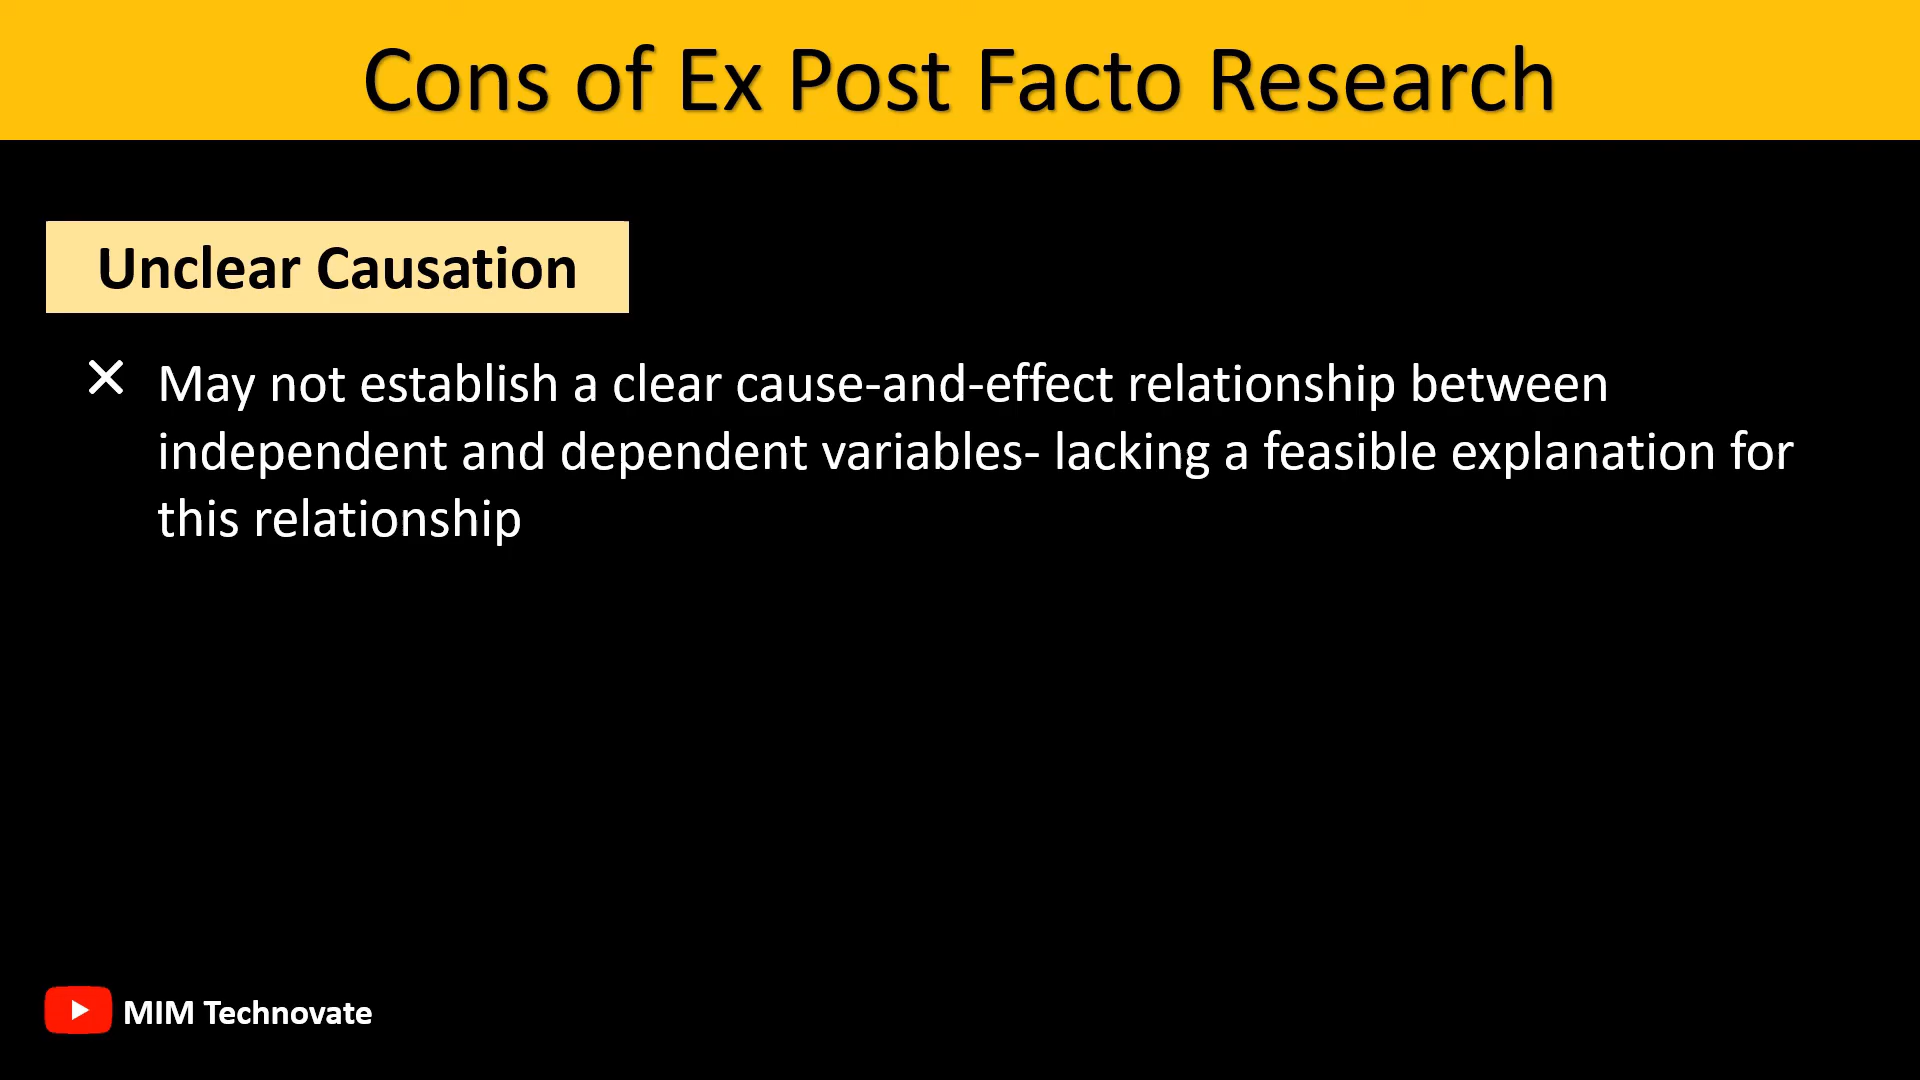 Cons of Ex Post Facto Research
Unclear Causation
May not establish a clear cause-and-effect relationship between
independent and dependent variables- lacking a feasible explanation for
this relationship
MIM Technovate